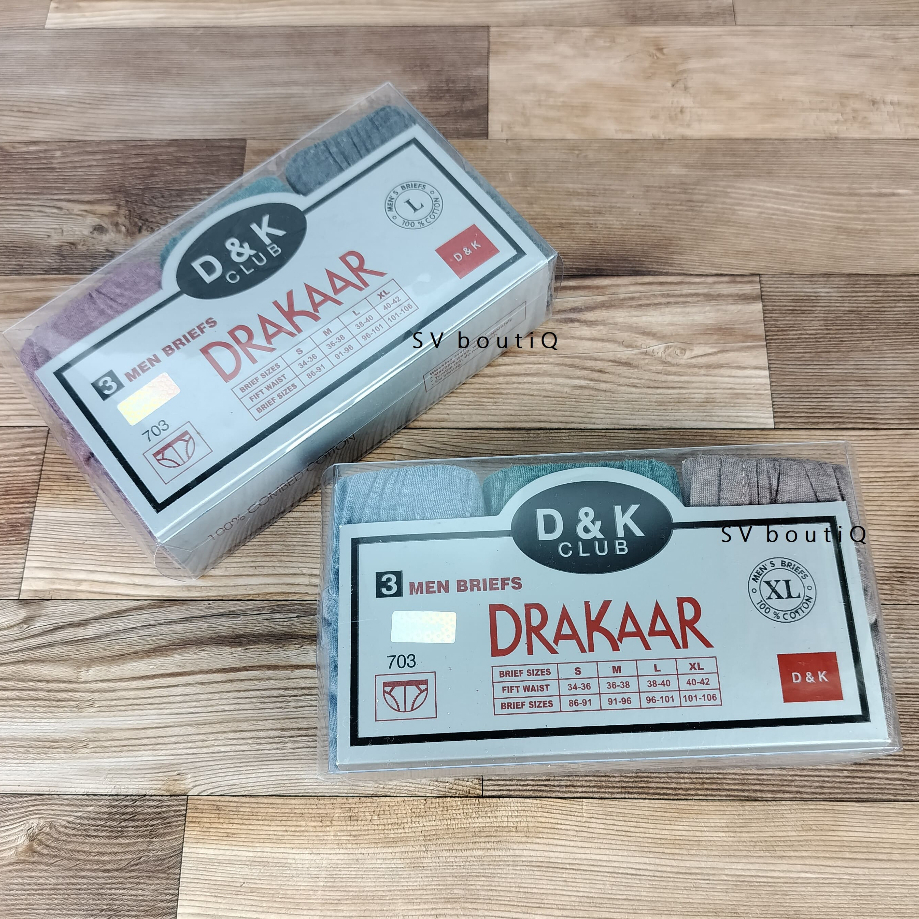 D & K
CLUB
MEN'S BRIEFS
L
100 % COTTON
D & K
3 MEN BRIEFS
DRAKAAR
BRIEF SIZES S M L XL
FIFT WAIST 34-36 36-38 38-40 40-42
BRIEF SIZES 86-91 91-96 96-101 101-106
703
SV boutiQ
D & K
CLUB
SV boutiQ
3 MEN BRIEFS
MEN'S BRIEFS
XL
100 % COTTON
DRAKAAR
703
BRIEF SIZES S M L XL
FIFT WAIST 34-36 36-38 38-40 40-42
BRIEF SIZES 86-91 91-96 96-101 101-106
D & K